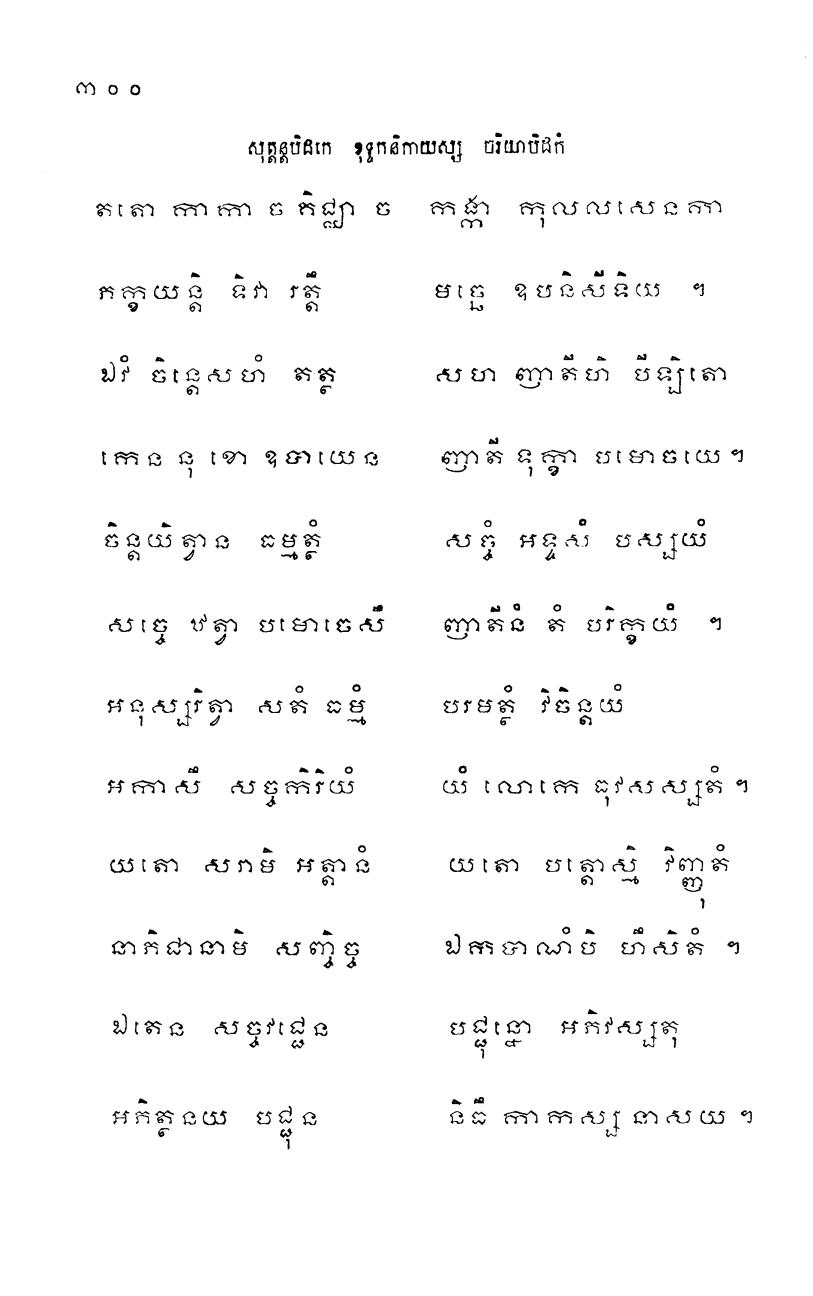 ៣០០
សុត្តន្តបិដកេ ខុទ្ទកនិកាយស្ស ចរិយាបិដកំ
តតោ កាកា ច គិជ្ឈា ច កង្កា កុលលសេនកា
ភក្ខយន្តិ ទិវា រត្តឹ មច្ឆេ ឧបនិសីទិយ ។
ឯវំ ចិន្តេសហំ តត្ថ សហ ញាតីហិ បីឡិតោ
កេន នុ ខោ ឧបាយេន ញាតី ទុក្ខា បមោចយេ។
ចិន្តយិត្វាន ធម្មត្ថំ សច្ចំ អទ្ទសំ បស្សយំ
សច្ចេ ឋត្វា បមោចេសឹ ញាតីនំ តំ បរិក្ខយំ ។
អនុស្សរិត្វា សតំ ធម្មំ បរមត្ថំ វិចិន្តយំ
អកាសឹ សច្ចកិរិយំ យំ លោកេ ធុវសស្សតំ។
យតោ សរាមិ អត្តានំ យតោ បត្តោស្មិ វិញ្ញុតំ
នាភិជានាមិ សញ្ចិច្ច ឯកបាណំបិ ហឹសិតំ ។
ឯតេន សច្ចវជ្ជេន បជ្ជុន្នោ អភិវស្សតុ
អភិត្ថនយ បជ្ជុន និធឹ កាកស្ស នាសយ ។